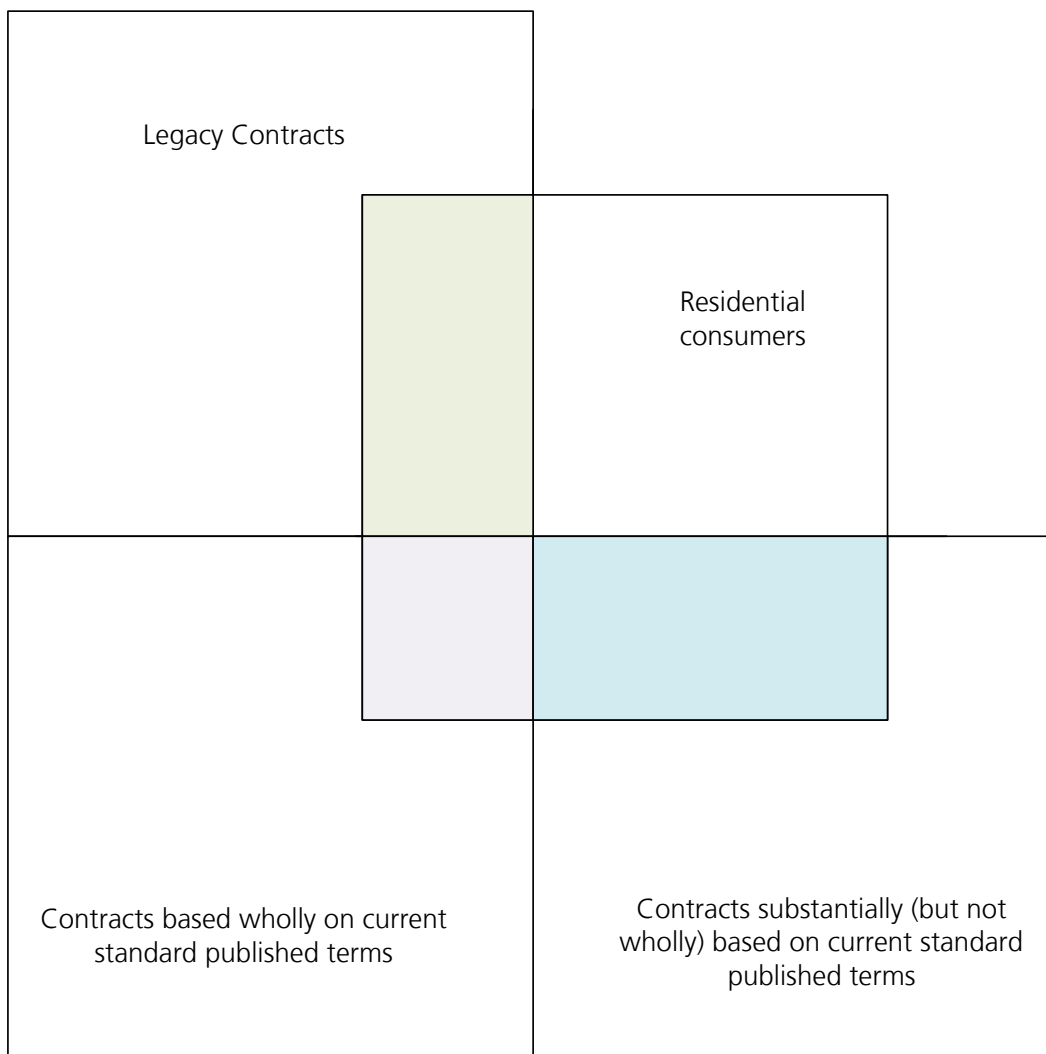 Legacy Contracts
Residential
consumers
Contracts based wholly on current
standard published terms
Contracts substantially (but not
wholly) based on current standard
published terms